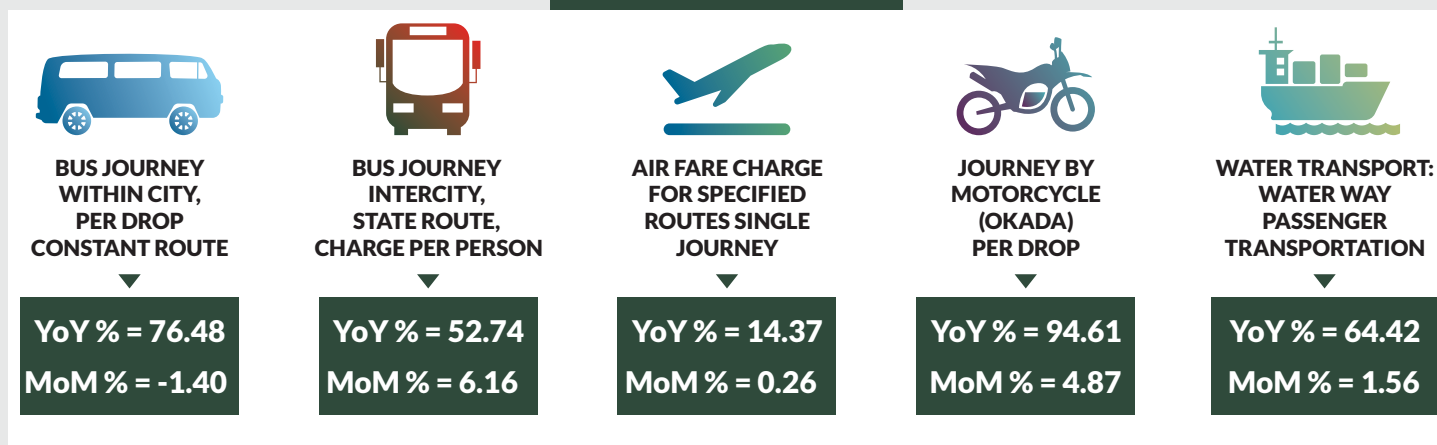 BUS JOURNEY
WITHIN CITY,
PER DROP
CONSTANT ROUTE
YoY % = 76.48
MoM % = -1.40
BUS JOURNEY
INTERCITY,
STATE ROUTE,
CHARGE PER PERSON
YoY % = 52.74
MoM % = 6.16
AIR FARE CHARGE
FOR SPECIFIED
ROUTES SINGLE
JOURNEY
YoY % = 14.37
MoM % = 0.26
JOURNEY BY
MOTORCYCLE
(OKADA)
PER DROP
YoY % = 94.61
MoM % = 4.87
WATER TRANSPORT:
WATER WAY
PASSENGER
TRANSPORTATION
YoY % = 64.42
MoM % = 1.56